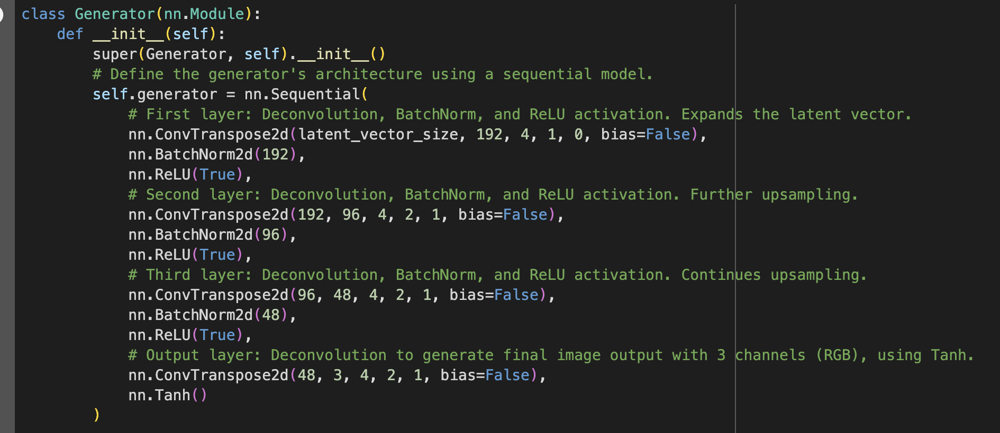 class Generator(nn.Module):
    def __init__(self):
        super(Generator, self).__init__()
        # Define the generator's architecture using a sequential model.
        self.generator = nn.Sequential(
            # First layer: Deconvolution, BatchNorm, and ReLU activation. Expands the latent vector.
            nn.ConvTranspose2d(latent_vector_size, 192, 4, 1, 0, bias=False),
            nn.BatchNorm2d(192),
            nn.ReLU(True),
            # Second layer: Deconvolution, BatchNorm, and ReLU activation. Further upsampling.
            nn.ConvTranspose2d(192, 96, 4, 2, 1, bias=False),
            nn.BatchNorm2d(96),
            nn.ReLU(True),
            # Third layer: Deconvolution, BatchNorm, and ReLU activation. Continues upsampling.
            nn.ConvTranspose2d(96, 48, 4, 2, 1, bias=False),
            nn.BatchNorm2d(48),
            nn.ReLU(True),
            # Output layer: Deconvolution to generate final image output with 3 channels (RGB), using Tanh.
            nn.ConvTranspose2d(48, 3, 4, 2, 1, bias=False),
            nn.Tanh()
        )